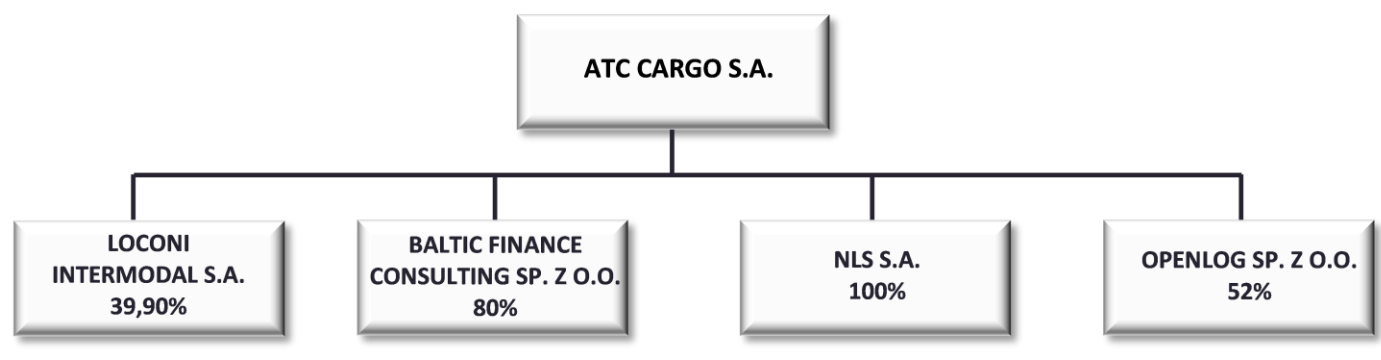 ATC CARGO S.A.
LOCONI
INTERMODAL S.A.
39,90%
BALTIC FINANCE
CONSULTING SP. Z O.O.
80%
NLS S.A.
100%
OPENLOG SP. Z O.O.
52%